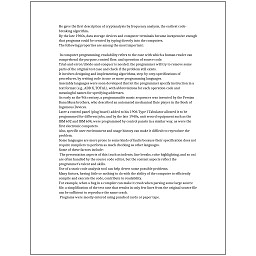 He gave the first description of cryptanalysis by frequency analysis, the earliest code-
breaking algorithm.
By the late 1960s, data storage devices and computer terminals became inexpensive enough
that programs could be created by typing directly into the computers.
The following properties are among the most important:

In computer programming, readability refers to the ease with which a human reader can
comprehend the purpose, control flow, and operation of source code.
Trial-and-error/divide-and-conquer is needed: the programmer will try to remove some
parts of the original test case and check if the problem still exists.
It involves designing and implementing algorithms, step-by-step specifications of
procedures, by writing code in one or more programming languages.
Assembly languages were soon developed that let the programmer specify instruction in a
text format (e.g., ADD X, TOTAL), with abbreviations for each operation code and
meaningful names for specifying addresses.
As early as the 9th century, a programmable music sequencer was invented by the Persian
Banu Musa brothers, who described an automated mechanical flute player in the Book of
Ingenious Devices.
Later a control panel (plug board) added to his 1906 Type I Tabulator allowed it to be
programmed for different jobs, and by the late 1940s, unit record equipment such as the
IBM 602 and IBM 604, were programmed by control panels in a similar way, as were the
first electronic computers.
Also, specific user environment and usage history can make it difficult to reproduce the
problem.
Some languages are more prone to some kinds of faults because their specification does not
require compilers to perform as much checking as other languages.
Some of these factors include:
The presentation aspects of this (such as indents, line breaks, color highlighting, and so on)
are often handled by the source code editor, but the content aspects reflect the
programmer's talent and skills.
Use of a static code analysis tool can help detect some possible problems.
Many factors, having little or nothing to do with the ability of the computer to efficiently
compile and execute the code, contribute to readability.
For example, when a bug in a compiler can make it crash when parsing some large source
file, a simplification of the test case that results in only few lines from the original source file
can be sufficient to reproduce the same crash.
Programs were mostly entered using punched cards or paper tape.